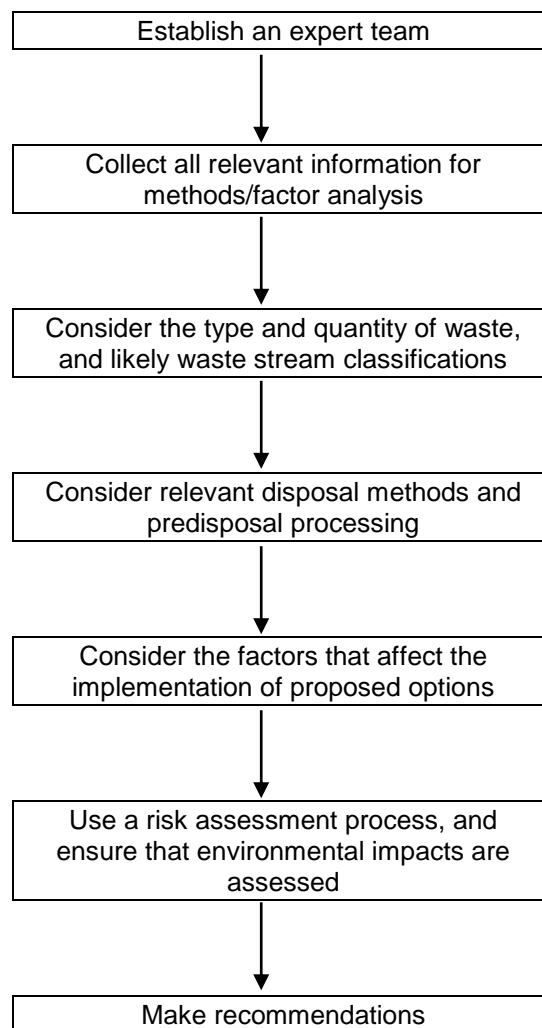 Establish an expert team
Collect all relevant information for
methods/factor analysis
Consider the type and quantity of waste,
and likely waste stream classifications
Consider relevant disposal methods and
predisposal processing
Consider the factors that affect the
implementation of proposed options
Use a risk assessment process, and
ensure that environmental impacts are
assessed
Make recommendations